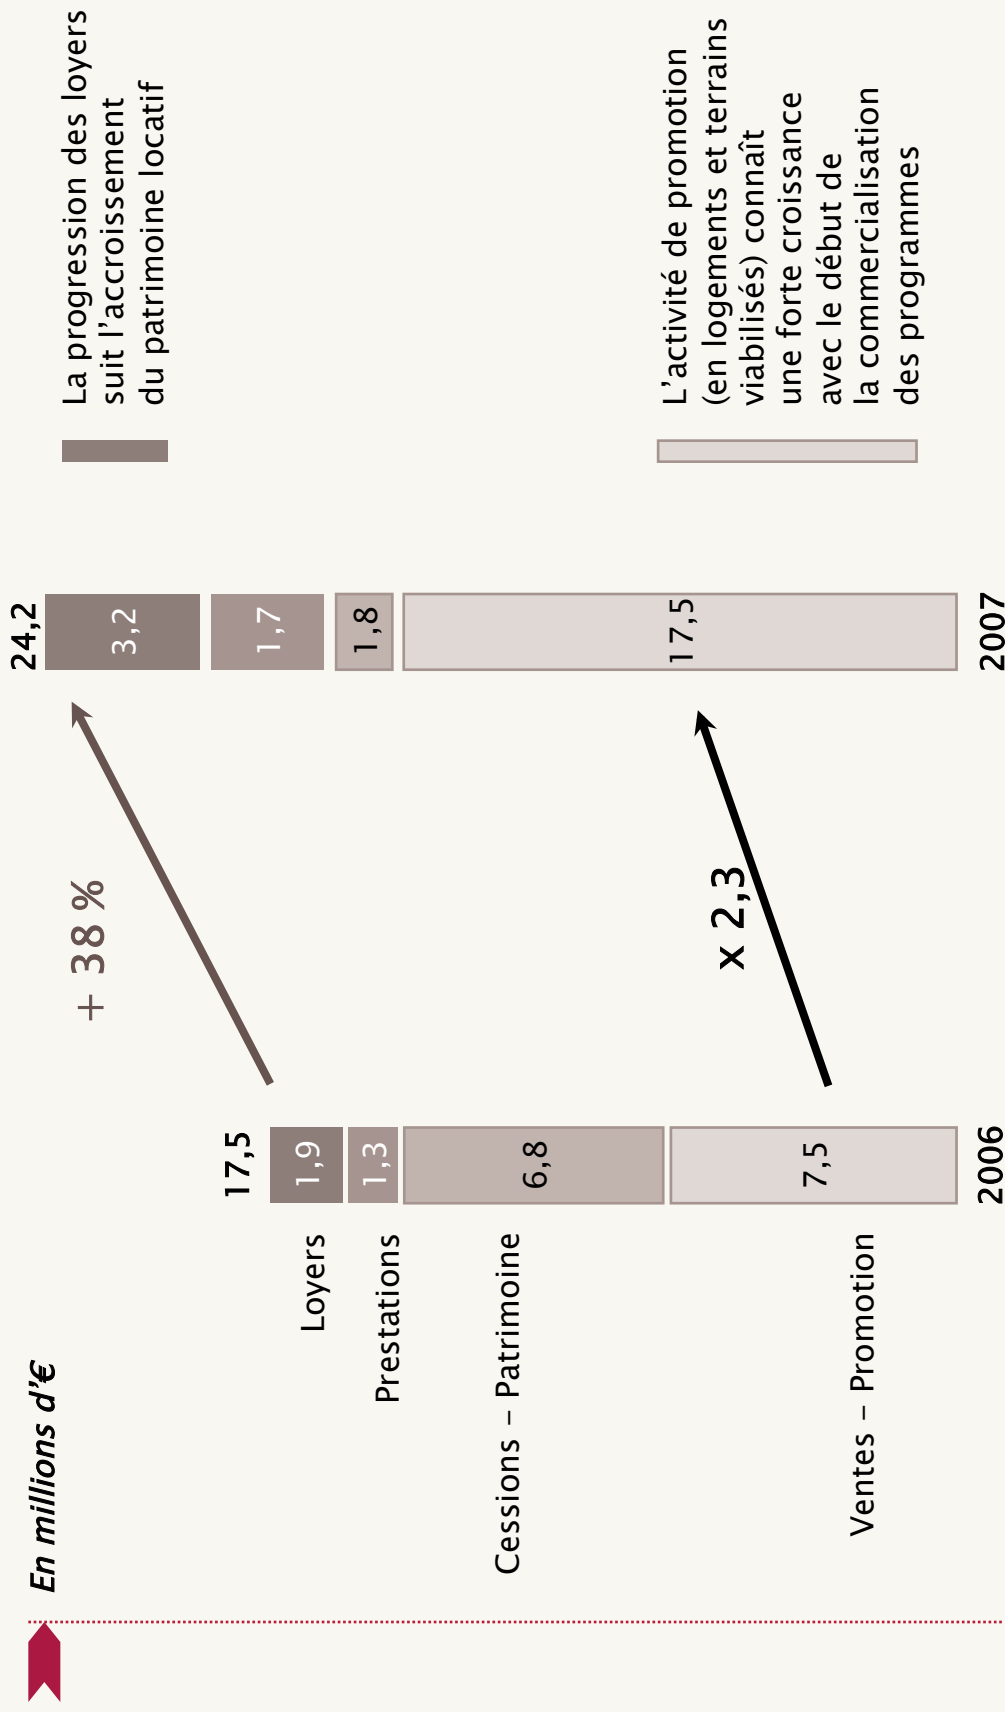 En millions d'€
17,5
24,2
+ 38 %
x 2,3
Loyers
1,9
3,2
Prestations
1,3
1,7
Cessions – Patrimoine
6,8
1,8
Ventes – Promotion
7,5
17,5
2006
2007
La progression des loyers
suit l'accroissement
du patrimoine locatif
L'activité de promotion
(en logements et terrains
viabilisés) connaît
une forte croissance
avec le début de
la commercialisation
des programmes